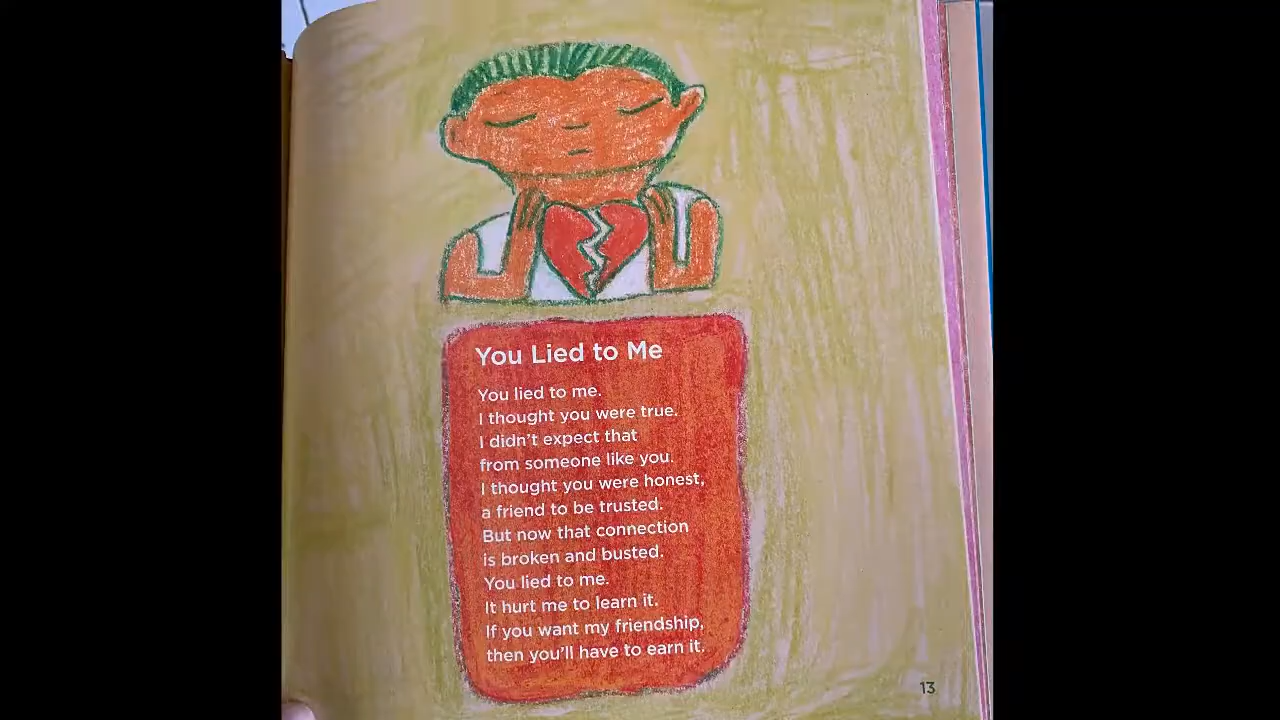 You Lied to Me
You lied to me.
I thought you were true.
I didn't expect that
from someone like you.
I thought you were honest,
a friend to be trusted.
But now that connection
is broken and busted.
You lied to me.
It hurt me to learn it.
If you want my friendship,
then you'll have to earn it.
13